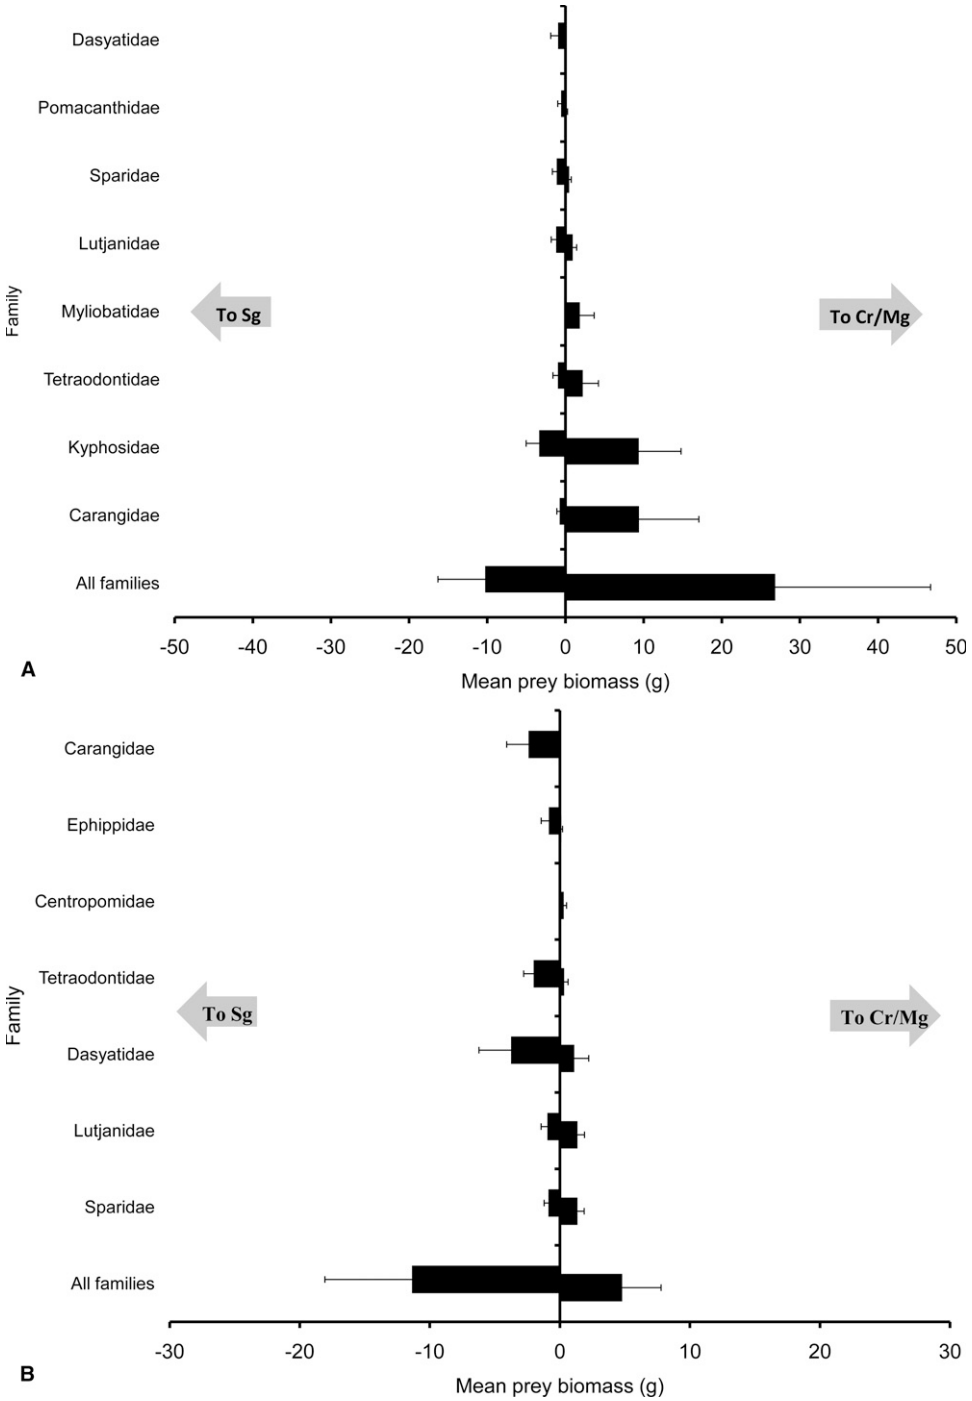 Dasyatidae
Pomacanthidae
Sparidae
Lutjanidae
Myliobatidae
Tetraodontidae
Kyphosidae
Carangidae
All families
Family
To Sg
To Cr/Mg
-50 -40 -30 -20 -10 0 10 20 30 40 50
Mean prey biomass (g)
A
Carangidae
Ephippidae
Centropomidae
Tetraodontidae
Dasyatidae
Lutjanidae
Sparidae
All families
Family
To Sg
To Cr/Mg
-30 -20 -10 0 10 20 30
Mean prey biomass (g)
B